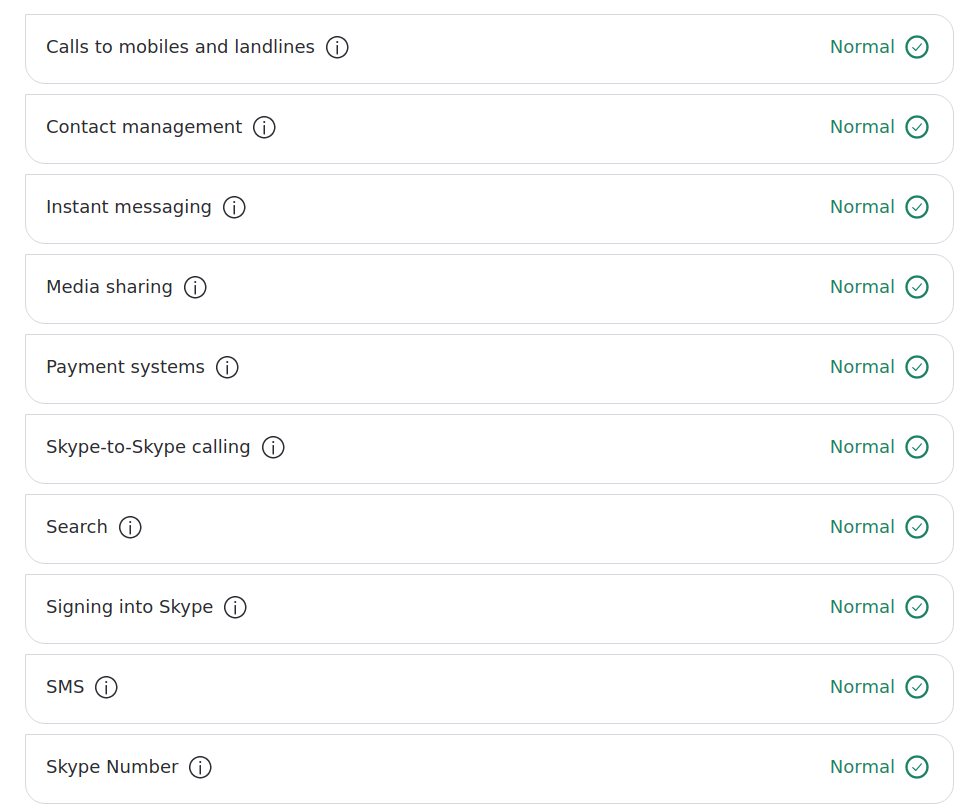 Calls to mobiles and landlines Normal
Contact management Normal
Instant messaging Normal
Media sharing Normal
Payment systems Normal
Skype-to-Skype calling Normal
Search Normal
Signing into Skype Normal
SMS Normal
Skype Number Normal